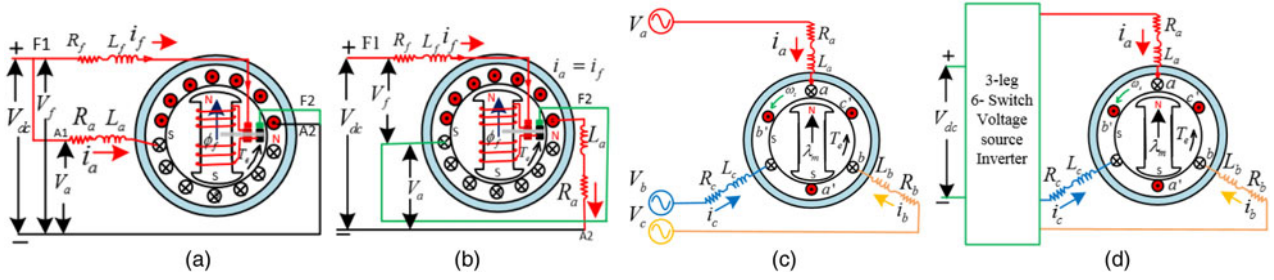 +
F1
R_f
L_f
i_f
V_dc
V_f
A1
R_a
L_a
i_a
V_a
F2
A2
N
S
S
N
ϕ_f
T_e
−
(a)
+
F1
R_f
L_f
i_f
i_a = i_f
V_dc
V_f
V_a
F2
A2
L_a
R_a
N
S
S
N
ϕ_f
T_e
−
(b)
V_a
R_a
i_a
L_a
ω_s
a
b'
c'
N
S
S
N
λ_m
T_e
b
a'
V_b
V_c
R_c
L_c
i_c
L_b
R_b
i_b
(c)
+
V_dc
−
3-leg
6- Switch
Voltage
source
Inverter
R_a
i_a
L_a
ω_s
a
b'
c'
N
S
S
N
λ_m
T_e
b
a'
R_c
L_c
i_c
L_b
R_b
i_b
(d)